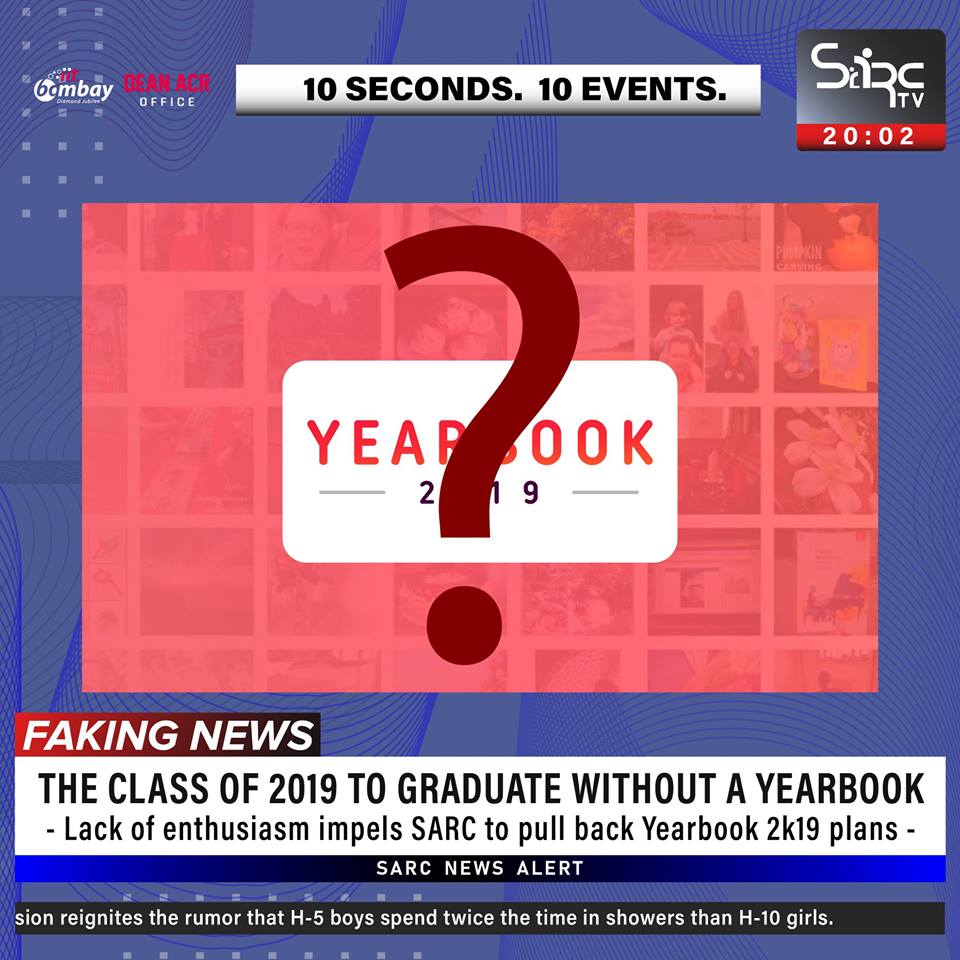 iit
bombay
Diamond Jubilee
DEAN ACR
OFFICE
10 SECONDS. 10 EVENTS.
SARC
TV
20:02
PUMPKIN
CARVING
?
YEARBOOK
2K19
FAKING NEWS
THE CLASS OF 2019 TO GRADUATE WITHOUT A YEARBOOK
- Lack of enthusiasm impels SARC to pull back Yearbook 2k19 plans -
SARC NEWS ALERT
sion reignites the rumor that H-5 boys spend twice the time in showers than H-10 girls.